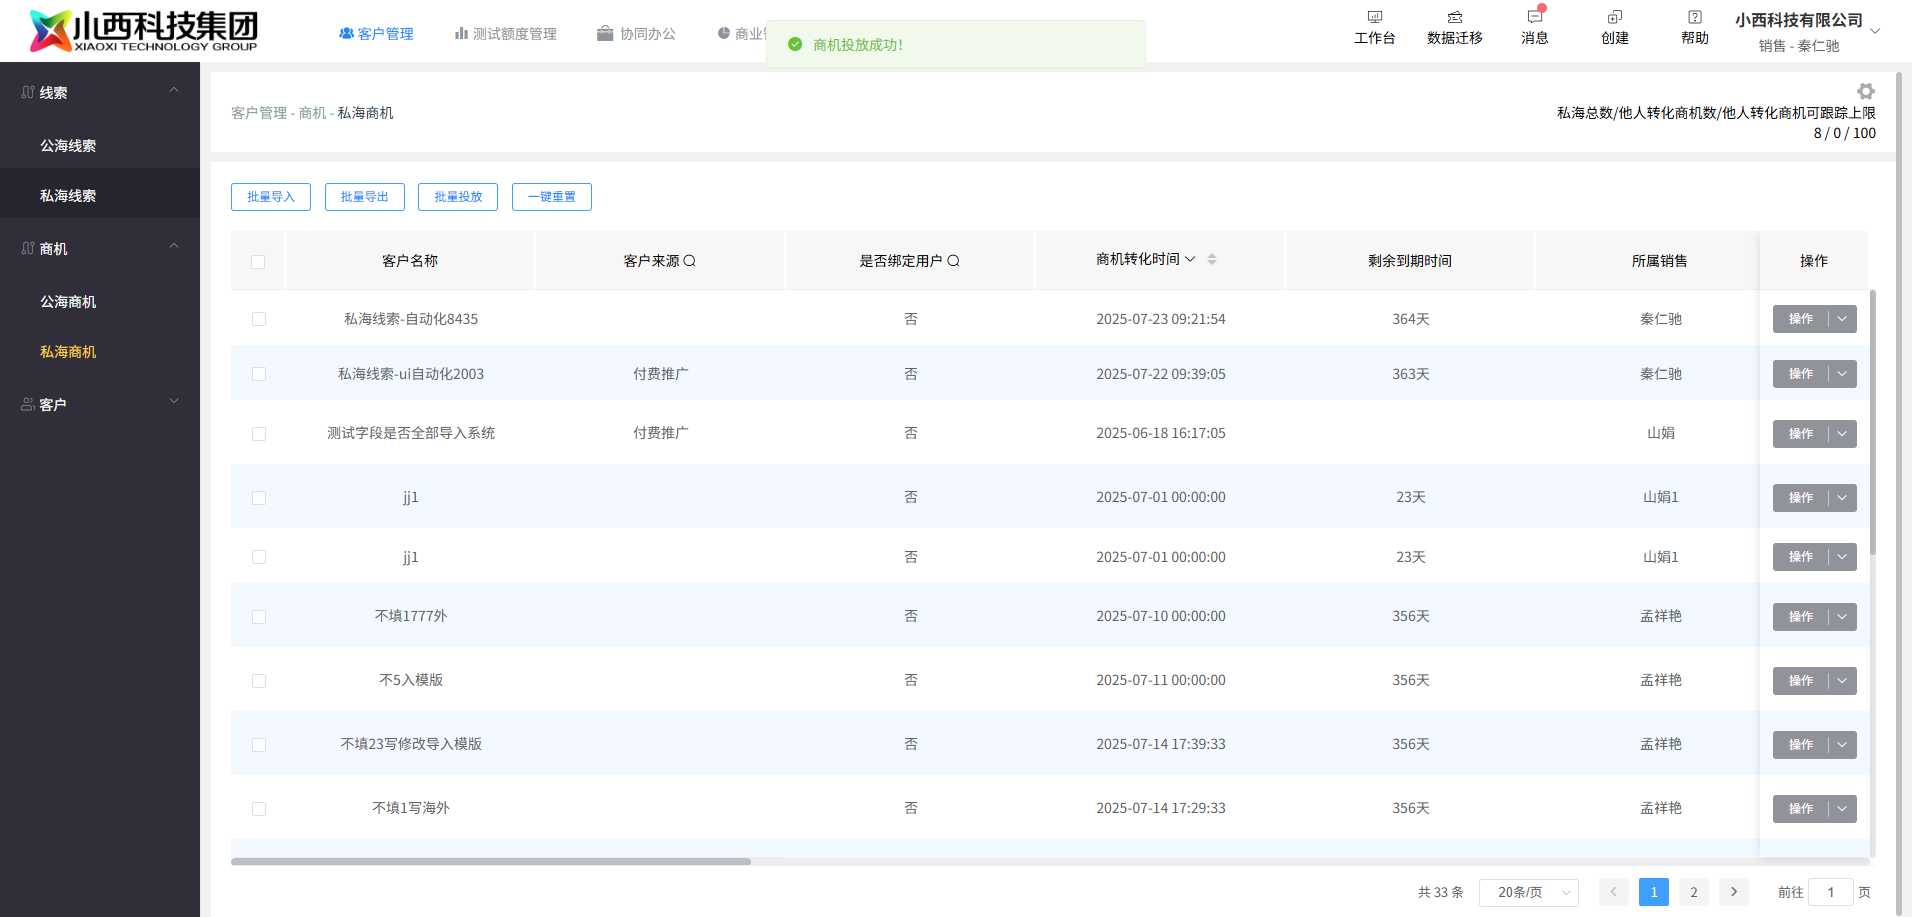 小西科技集团
XIAOXI TECHNOLOGY GROUP
客户管理
测试额度管理
协同办公
商业
商机投放成功!
工作台
数据迁移
消息
创建
帮助
小西科技有限公司
销售 - 秦仁驰
线索
公海线索
私海线索
商机
公海商机
私海商机
客户
客户管理 - 商机 - 私海商机
私海总数/他人转化商机数/他人转化商机可跟踪上限
8 / 0 / 100
批量导入 批量导出 批量投放 一键重置
客户名称 客户来源 是否绑定用户 商机转化时间 剩余到期时间 所属销售 操作
私海线索-自动化8435 否 2025-07-23 09:21:54 364天 秦仁驰 操作
私海线索-ui自动化2003 付费推广 否 2025-07-22 09:39:05 363天 秦仁驰 操作
测试字段是否全部导入系统 付费推广 否 2025-06-18 16:17:05 山娟 操作
jj1 否 2025-07-01 00:00:00 23天 山娟1 操作
jj1 否 2025-07-01 00:00:00 23天 山娟1 操作
不填1777外 否 2025-07-10 00:00:00 356天 孟祥艳 操作
不5入模版 否 2025-07-11 00:00:00 356天 孟祥艳 操作
不填23写修改导入模版 否 2025-07-14 17:39:33 356天 孟祥艳 操作
不填1写海外 否 2025-07-14 17:29:33 356天 孟祥艳 操作
共 33 条 20条/页 1 2 前往 1 页